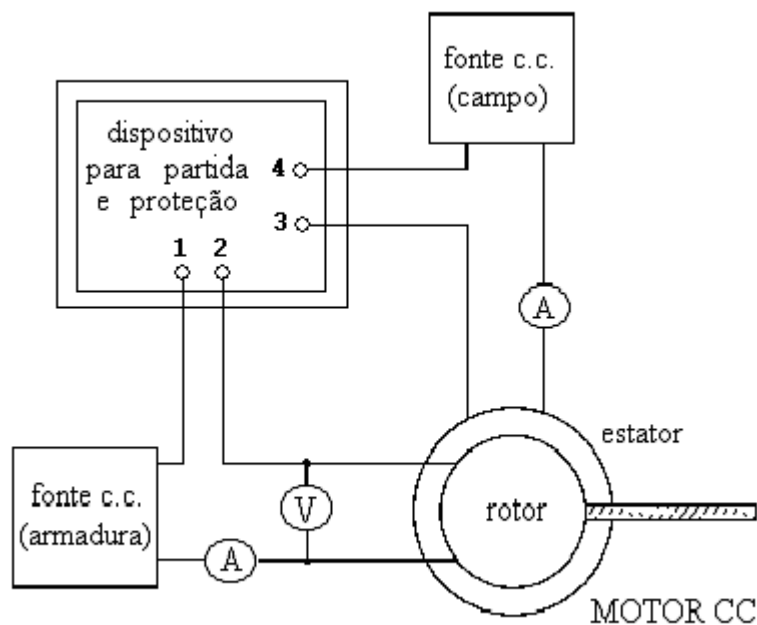 fonte c.c.
(campo)
dispositivo
para partida
e proteção
4
3
1 2
A
estator
fonte c.c.
(armadura)
V
A
rotor
MOTOR CC